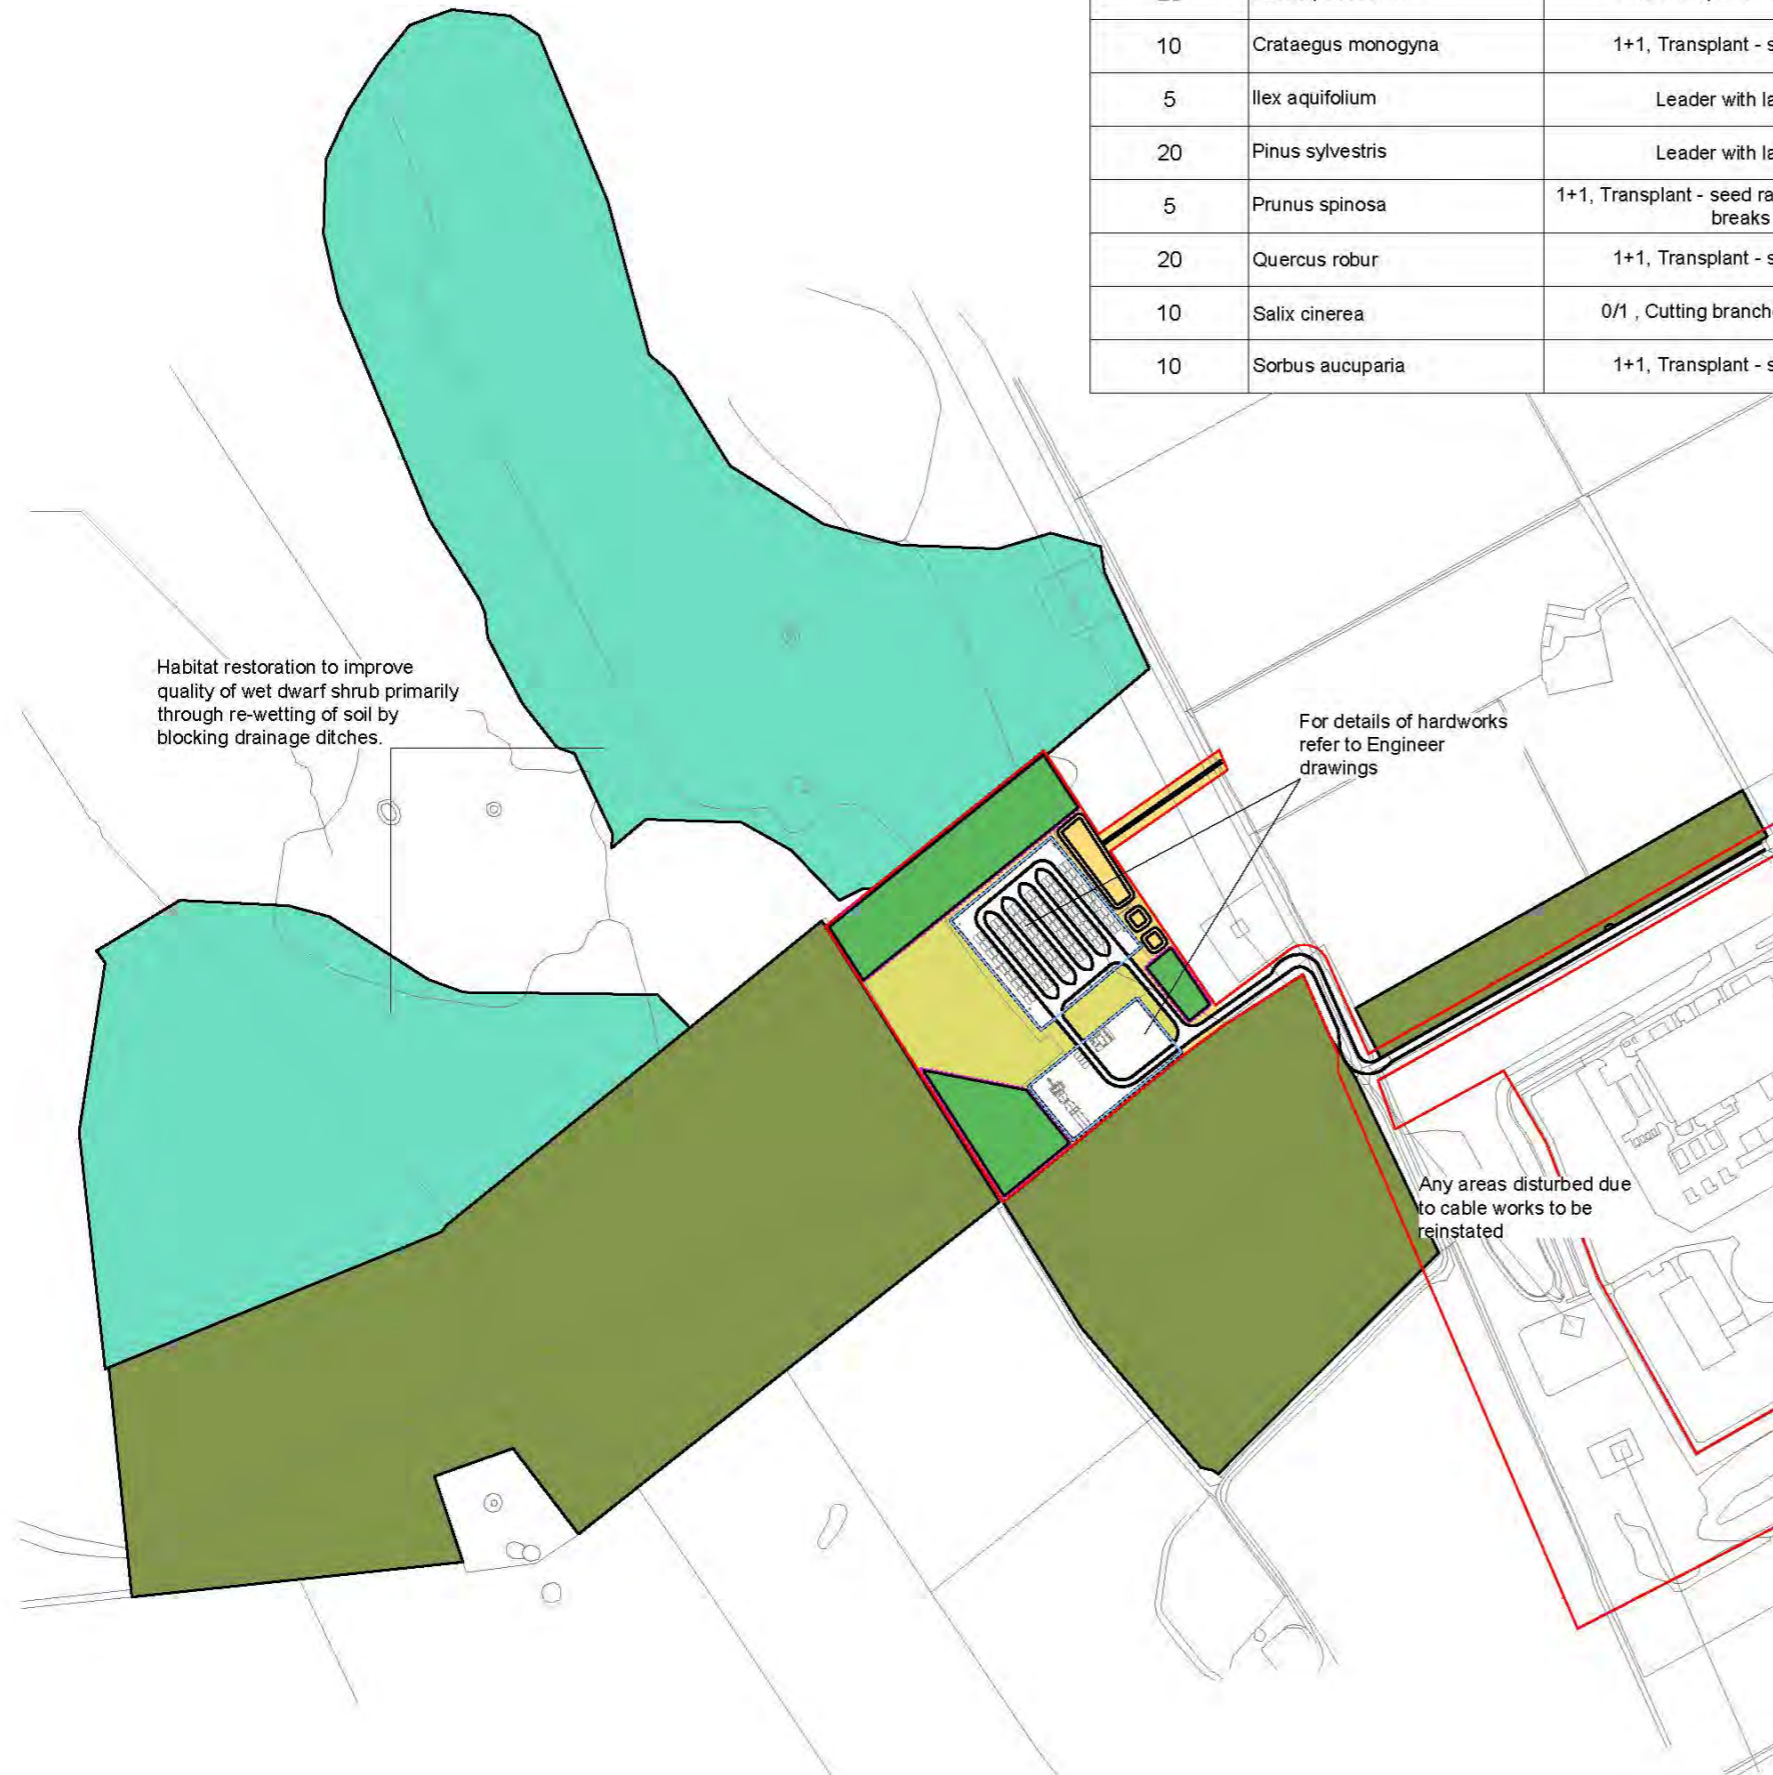 10 Crataegus monogyna 1+1, Transplant - s
5 Ilex aquifolium Leader with la
20 Pinus sylvestris Leader with la
5 Prunus spinosa 1+1, Transplant - seed ra
breaks
20 Quercus robur 1+1, Transplant - s
10 Salix cinerea 0/1 , Cutting branch
10 Sorbus aucuparia 1+1, Transplant - s
Habitat restoration to improve
quality of wet dwarf shrub primarily
through re-wetting of soil by
blocking drainage ditches.
For details of hardworks
refer to Engineer
drawings
Any areas disturbed due
to cable works to be
reinstated